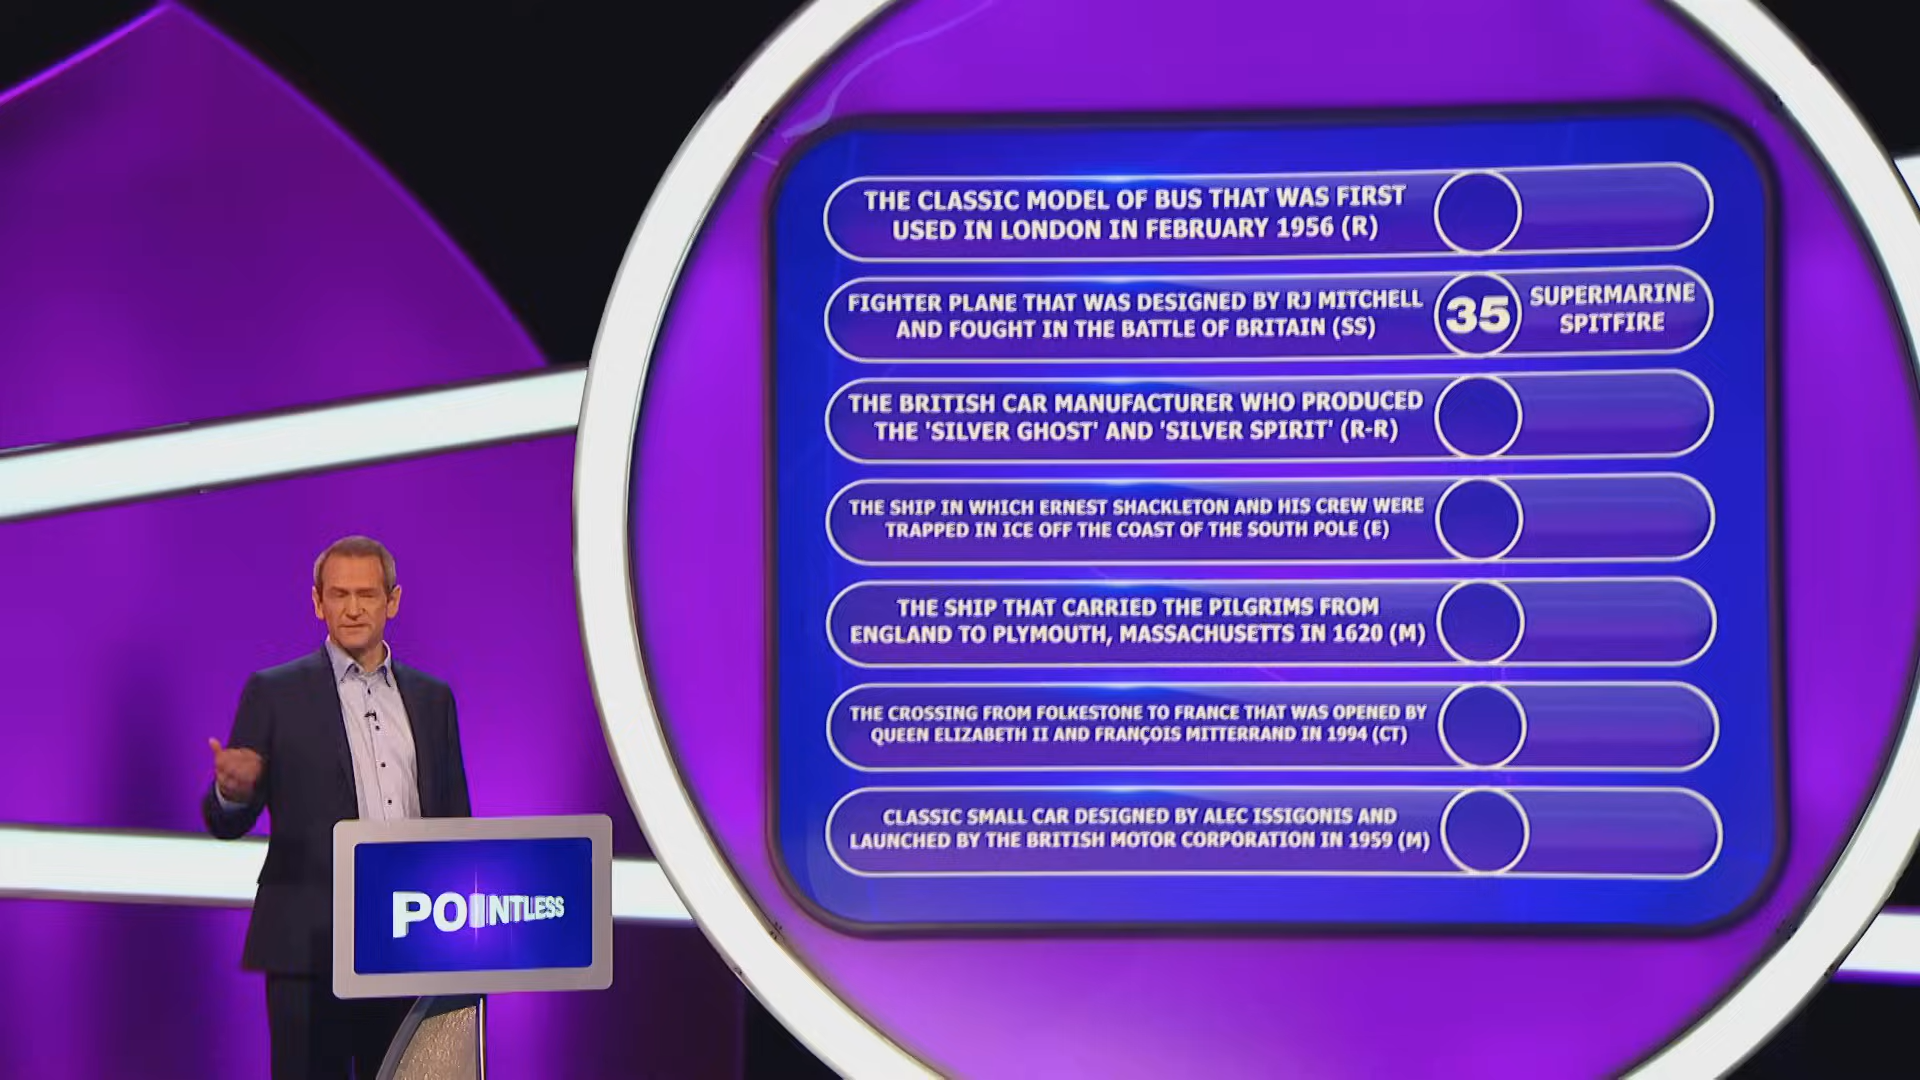 THE CLASSIC MODEL OF BUS THAT WAS FIRST
USED IN LONDON IN FEBRUARY 1956 (R)
FIGHTER PLANE THAT WAS DESIGNED BY RJ MITCHELL
AND FOUGHT IN THE BATTLE OF BRITAIN (SS)
35
SUPERMARINE
SPITFIRE
THE BRITISH CAR MANUFACTURER WHO PRODUCED
THE 'SILVER GHOST' AND 'SILVER SPIRIT' (R-R)
THE SHIP IN WHICH ERNEST SHACKLETON AND HIS CREW WERE
TRAPPED IN ICE OFF THE COAST OF THE SOUTH POLE (E)
THE SHIP THAT CARRIED THE PILGRIMS FROM
ENGLAND TO PLYMOUTH, MASSACHUSETTS IN 1620 (M)
THE CROSSING FROM FOLKESTONE TO FRANCE THAT WAS OPENED BY
QUEEN ELIZABETH II AND FRANÇOIS MITTERRAND IN 1994 (CT)
CLASSIC SMALL CAR DESIGNED BY ALEC ISSIGONIS AND
LAUNCHED BY THE BRITISH MOTOR CORPORATION IN 1959 (M)
POINTLESS